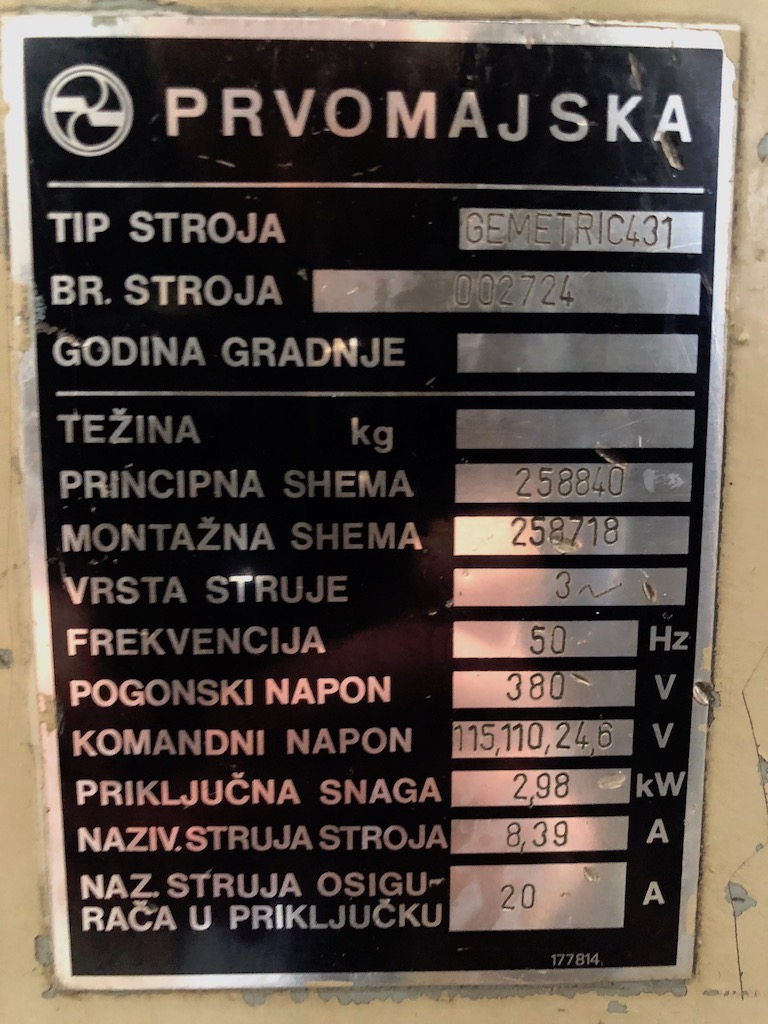 PRVOMAJSKA
TIP STROJA GEMETRIC431
BR. STROJA 002724
GODINA GRADNJE
TEŽINA kg
PRINCIPNA SHEMA 258840
MONTAŽNA SHEMA 258718
VRSTA STRUJE 3~
FREKVENCIJA 50 Hz
POGONSKI NAPON 380 V
KOMANDNI NAPON 115,110,24,6 V
PRIKLJUČNA SNAGA 2,98 kW
NAZIV. STRUJA STROJA 8,39 A
NAZ. STRUJA OSIGU-
RAČA U PRIKLJUČKU 20 A
177814